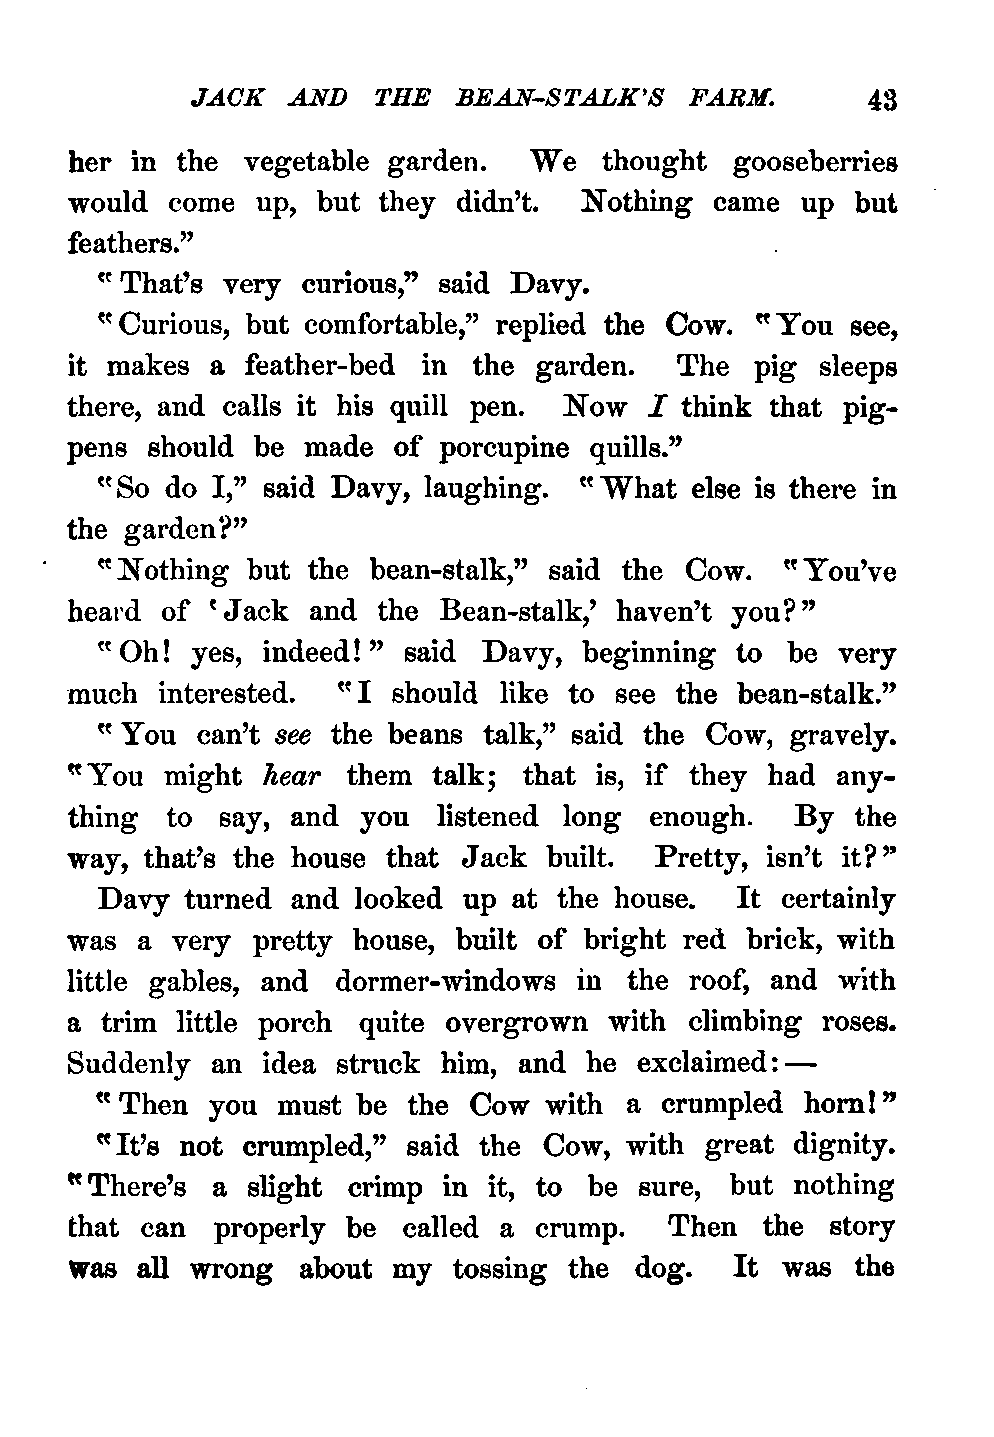 JACK AND THE BEAN-STALK'S FARM. 43
her in the vegetable garden. We thought gooseberries
would come up, but they didn't. Nothing came up but
feathers."
"That's very curious," said Davy.
"Curious, but comfortable," replied the Cow. "You see,
it makes a feather-bed in the garden. The pig sleeps
there, and calls it his quill pen. Now I think that pig-
pens should be made of porcupine quills."
"So do I," said Davy, laughing. "What else is there in
the garden?"
"Nothing but the bean-stalk," said the Cow. "You've
heard of 'Jack and the Bean-stalk,' haven't you?"
"Oh! yes, indeed!" said Davy, beginning to be very
much interested. "I should like to see the bean-stalk."
"You can't see the beans talk," said the Cow, gravely.
"You might hear them talk; that is, if they had any-
thing to say, and you listened long enough. By the
way, that's the house that Jack built. Pretty, isn't it?"
Davy turned and looked up at the house. It certainly
was a very pretty house, built of bright red brick, with
little gables, and dormer-windows in the roof, and with
a trim little porch quite overgrown with climbing roses.
Suddenly an idea struck him, and he exclaimed:—
"Then you must be the Cow with a crumpled horn!"
"It's not crumpled," said the Cow, with great dignity.
"There's a slight crimp in it, to be sure, but nothing
that can properly be called a crump. Then the story
was all wrong about my tossing the dog. It was the